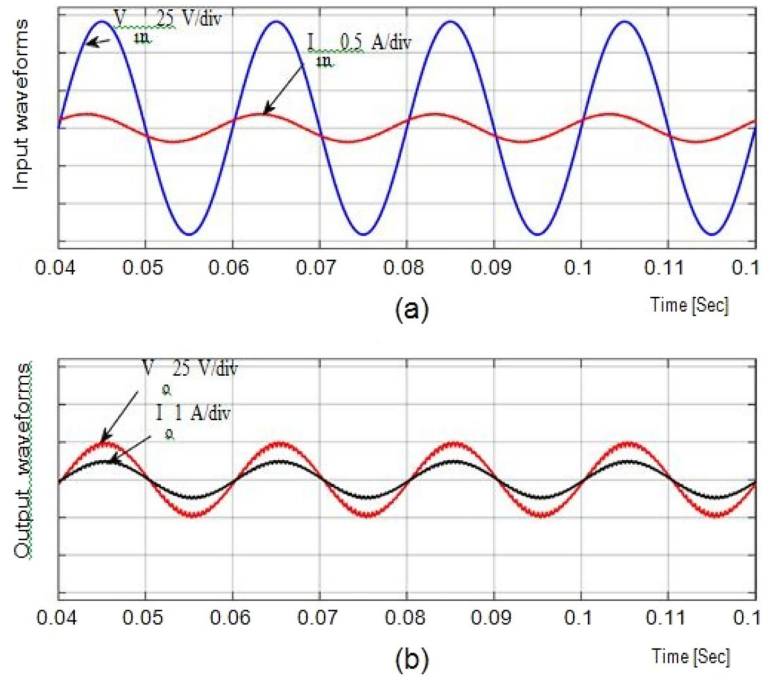 V 25 V/div
in
I 0.5 A/div
in
Input waveforms
0.04 0.05 0.06 0.07 0.08 0.09 0.1 0.11 0.1
(a)
Time [Sec]
V 25 V/div
o
I 1 A/div
o
Output waveforms
0.04 0.05 0.06 0.07 0.08 0.09 0.1 0.11 0.1
(b)
Time [Sec]